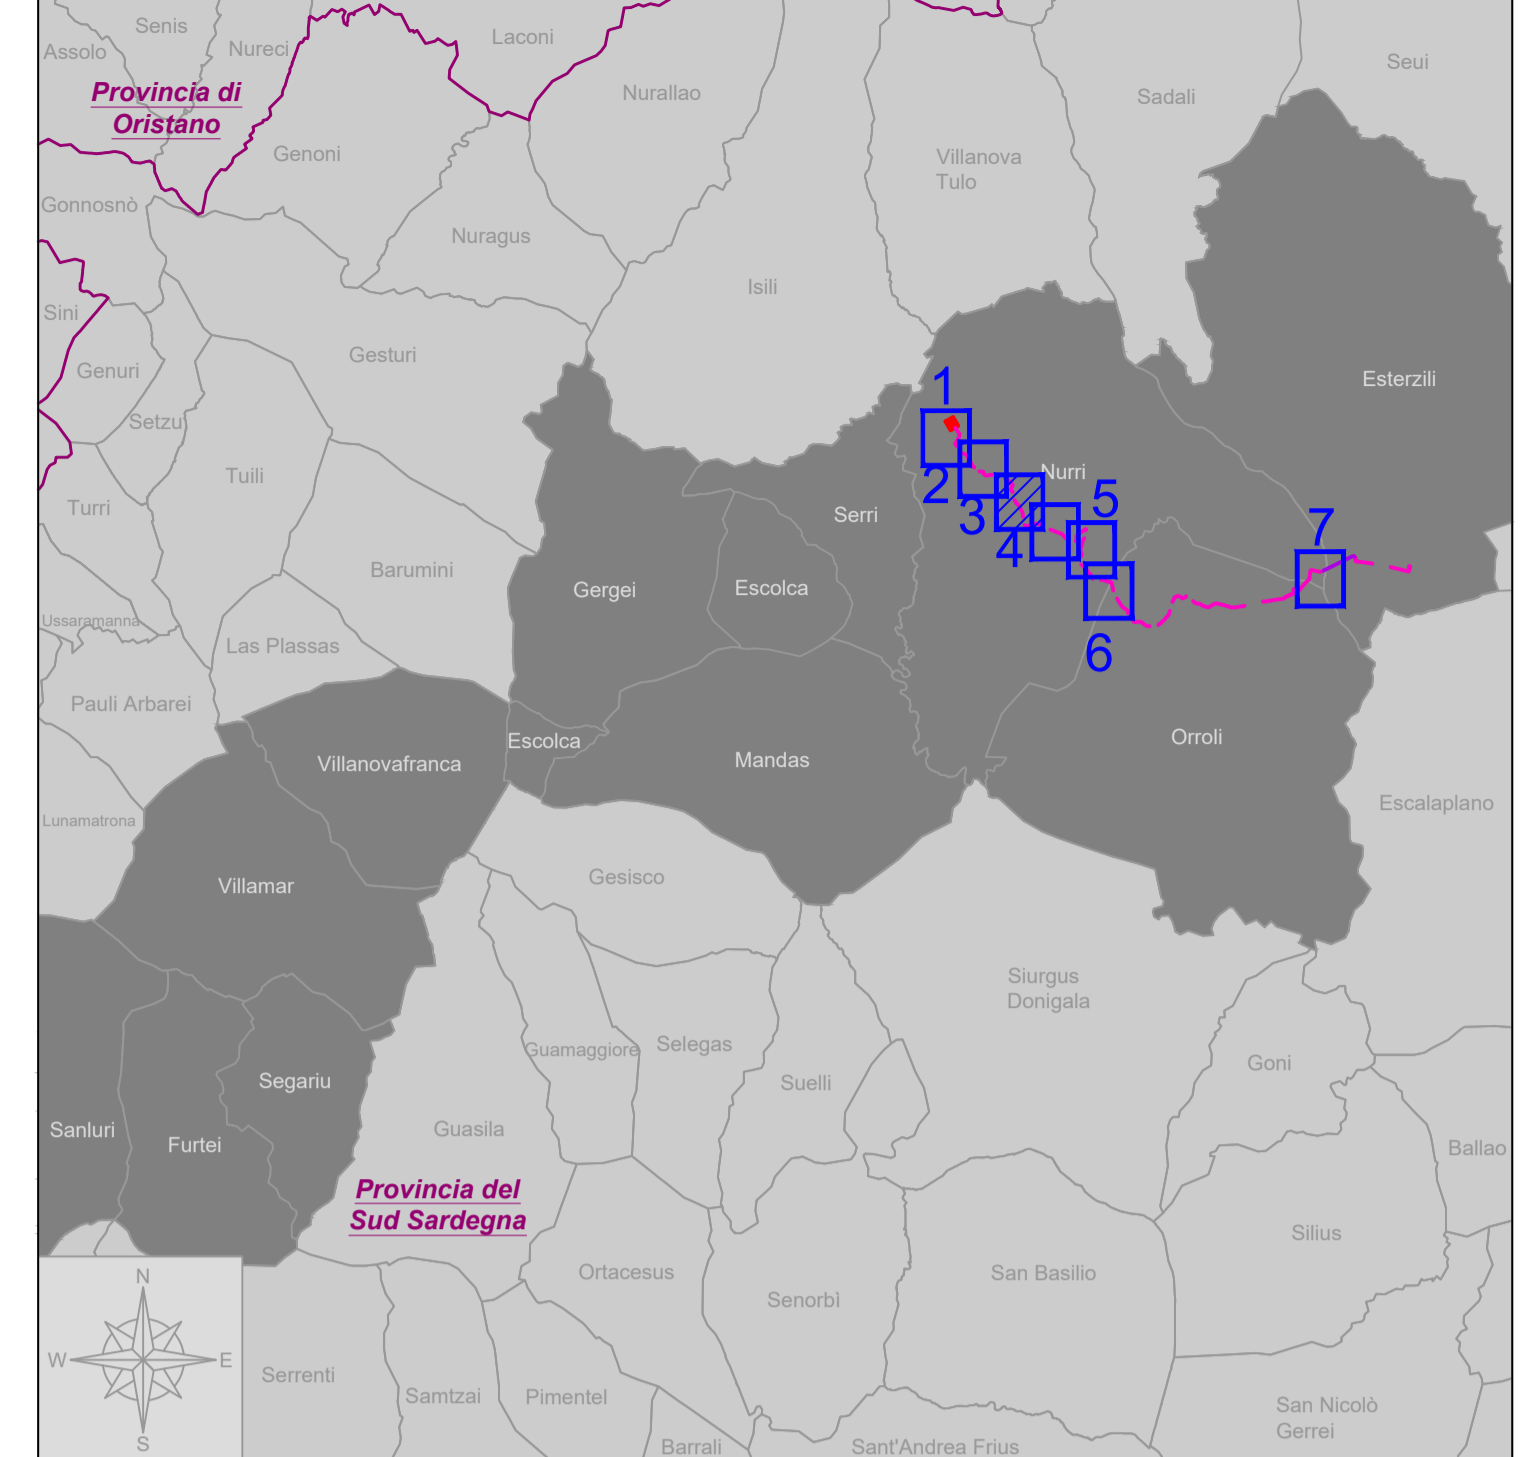 Senis
Assolo
Nureci
Laconi
Seui
Provincia di
Oristano
Nurallao
Sadali
Genoni
Villanova
Tulo
Gonnosnò
Nuragus
Isili
Sini
Gesturi
Genuri
Esterzili
1
Setzu
Tuili
Nurri
2
5
Turri
Serri
3
7
4
Barumini
Gergei
Escolca
Ussaramanna
Las Plassas
6
Pauli Arbarei
Escolca
Orroli
Villanovafranca
Mandas
Escalaplano
Lunamatrona
Gesisco
Villamar
Siurgus
Donigala
Guamaggiore
Selegas
Goni
Segariu
Suelli
Sanluri
Guasila
Furtei
Ballao
Provincia del
Sud Sardegna
Silius
Ortacesus
San Basilio
N
Senorbì
W
E
Serrenti
Samtzai
Pimentel
San Nicolò
Gerrei
S
Barrali
Sant'Andrea Frius